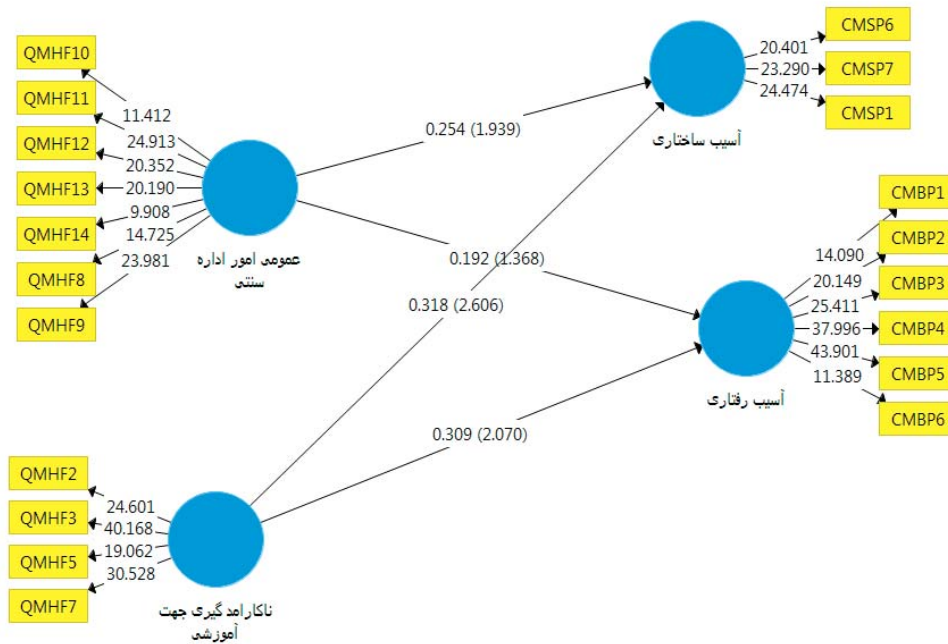 QMHF10
QMHF11
QMHF12
QMHF13
QMHF14
QMHF8
QMHF9
11.412
24.913
20.352
20.190
9.908
14.725
23.981
عمومی امور اداره
سنتی
0.254 (1.939)
0.192 (1.368)
0.318 (2.606)
0.309 (2.070)
CMSP6
CMSP7
CMSP1
20.401
23.290
24.474
آسیب ساختاری
CMBP1
CMBP2
CMBP3
CMBP4
CMBP5
CMBP6
14.090
20.149
25.411
37.996
43.901
11.389
آسیب رفتاری
QMHF2
QMHF3
QMHF5
QMHF7
24.601
40.168
19.062
30.528
ناکارامد گیری جهت
آموزشی